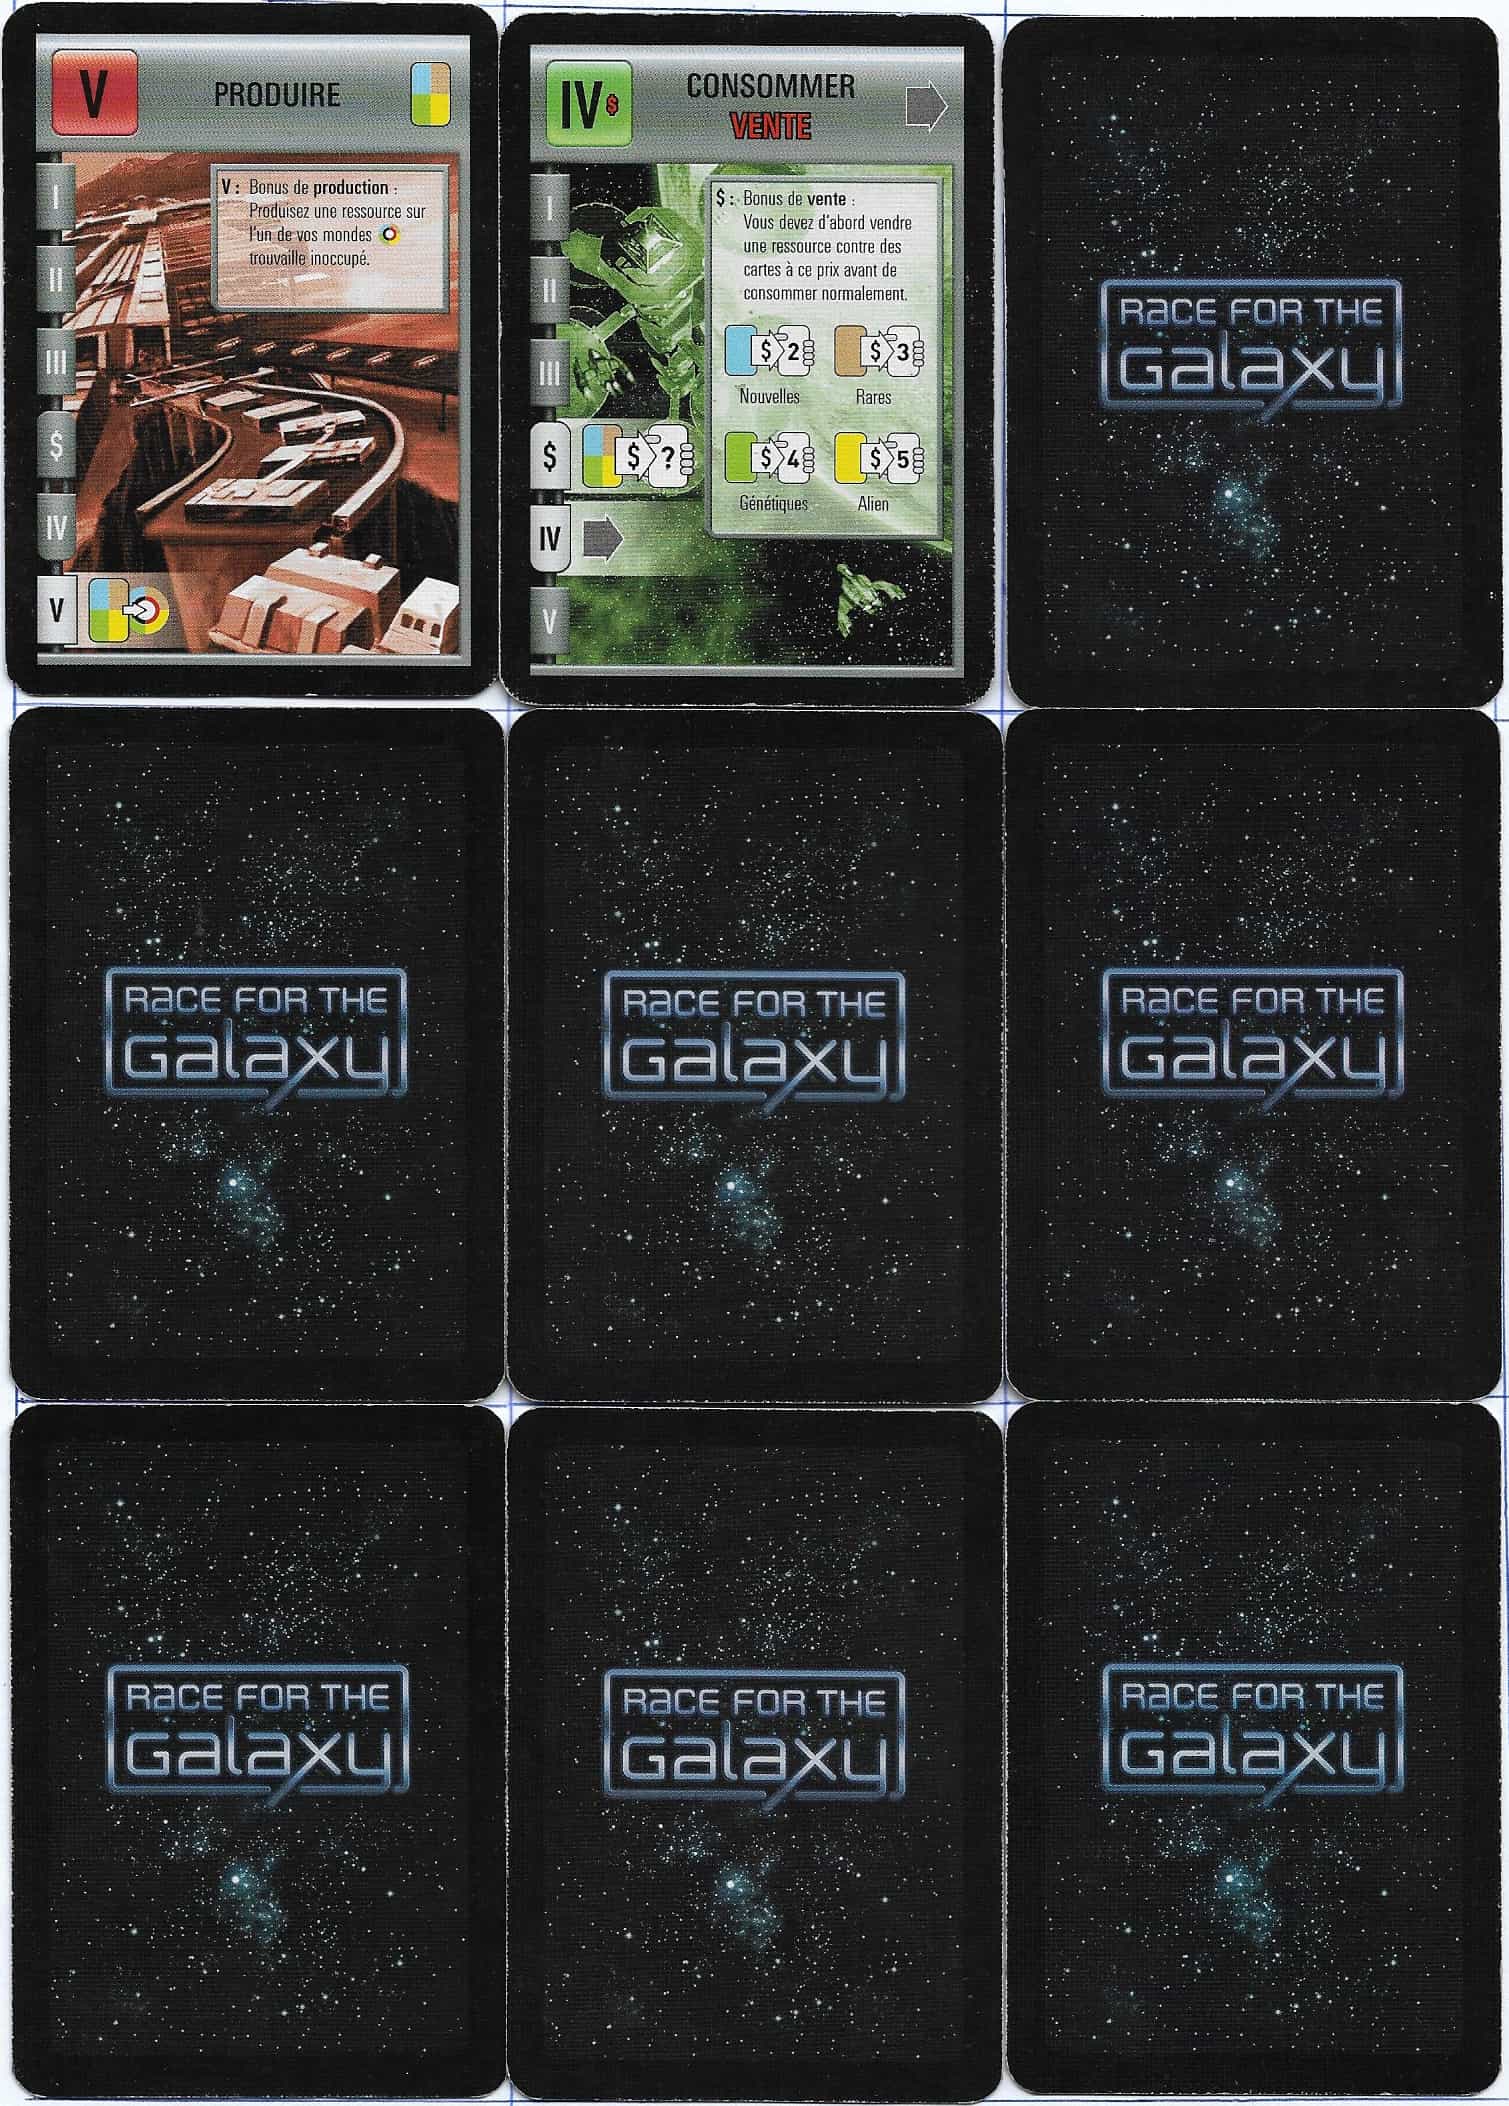 V
PRODUIRE
I
II
III
$
IV
V
V : Bonus de production :
Produisez une ressource sur
l'un de vos mondes
trouvaille inoccupé.
IV$
CONSOMMER
VENTE
I
II
III
$
$ ?
IV
V
$ : Bonus de vente :
Vous devez d'abord vendre
une ressource contre des
cartes à ce prix avant de
consommer normalement.
$ 2 $ 3
Nouvelles Rares
$ 4 $ 5
Génétiques Alien
RACE FOR THE
Galaxy
RACE FOR THE
Galaxy
RACE FOR THE
Galaxy
RACE FOR THE
Galaxy
RACE FOR THE
Galaxy
RACE FOR THE
Galaxy
RACE FOR THE
Galaxy